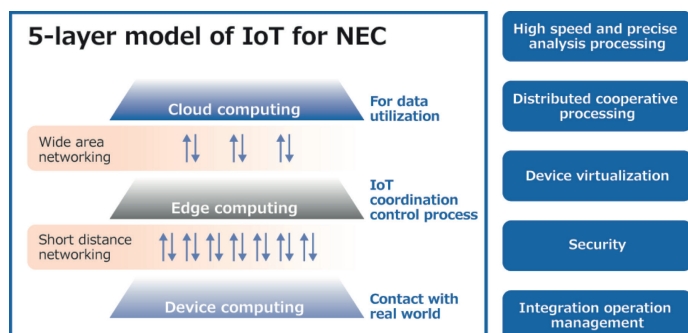 5-layer model of IoT for NEC
Cloud computing
For data
utilization
Wide area
networking
Edge computing
IoT
coordination
control process
Short distance
networking
Device computing
Contact with
real world
High speed and precise
analysis processing
Distributed cooperative
processing
Device virtualization
Security
Integration operation
management